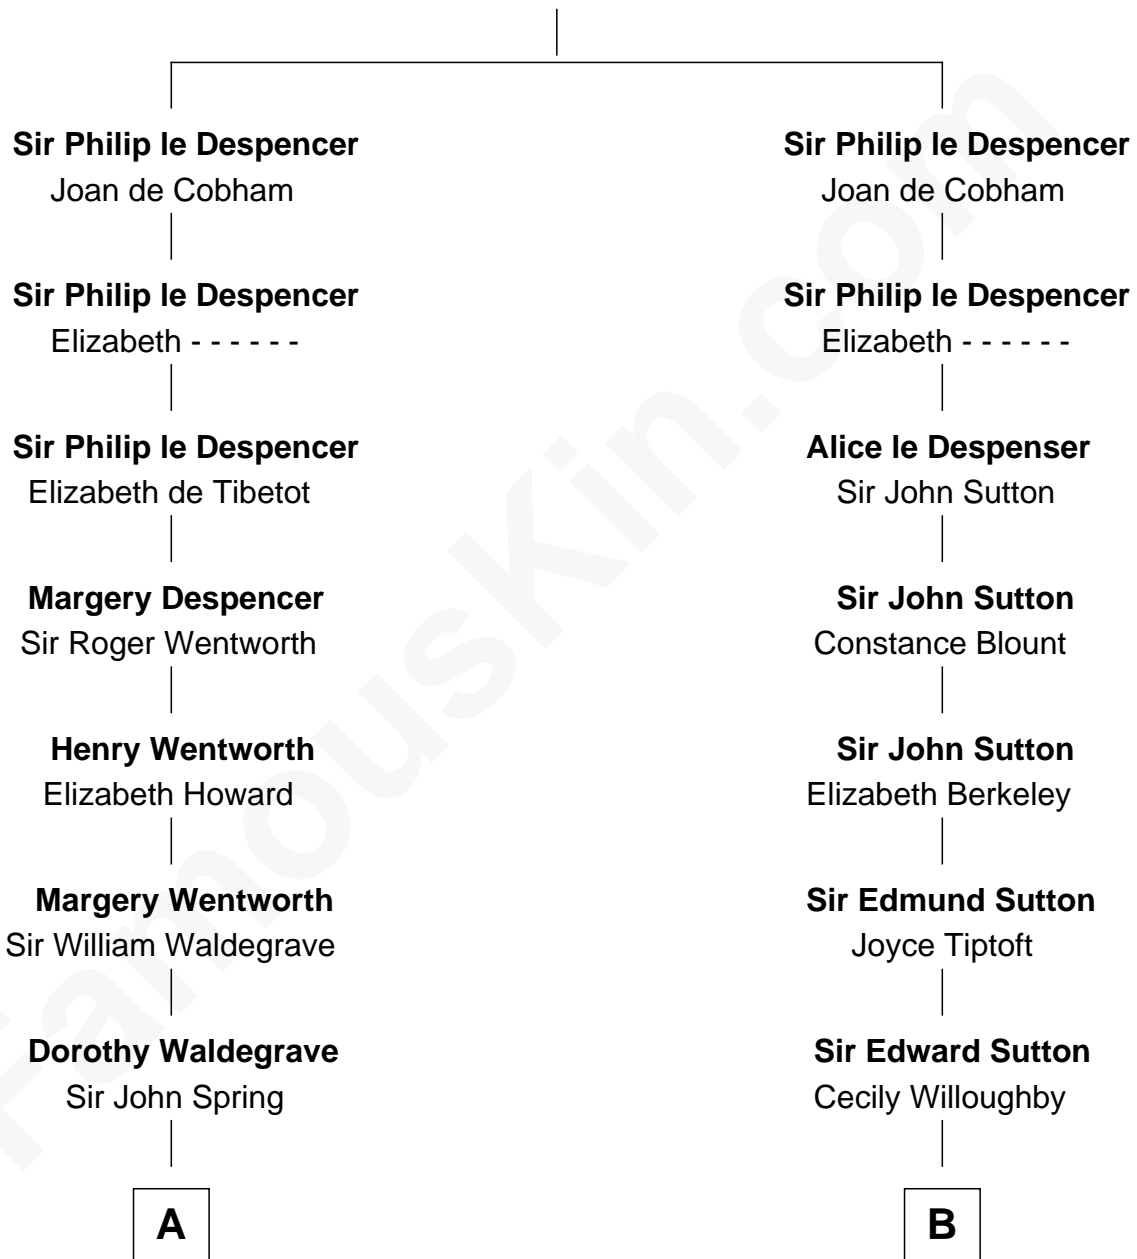 Sir Philip le Despencer
Joan de Cobham
Sir Philip le Despencer
Elizabeth - - - - - -
Sir Philip le Despencer
Elizabeth de Tibetot
Margery Despencer
Sir Roger Wentworth
Henry Wentworth
Elizabeth Howard
Margery Wentworth
Sir William Waldegrave
Dorothy Waldegrave
Sir John Spring
A
Sir Philip le Despencer
Joan de Cobham
Sir Philip le Despencer
Elizabeth - - - - - -
Alice le Despenser
Sir John Sutton
Sir John Sutton
Constance Blount
Sir John Sutton
Elizabeth Berkeley
Sir Edmund Sutton
Joyce Tiptoft
Sir Edward Sutton
Cecily Willoughby
B
FamousKin.com